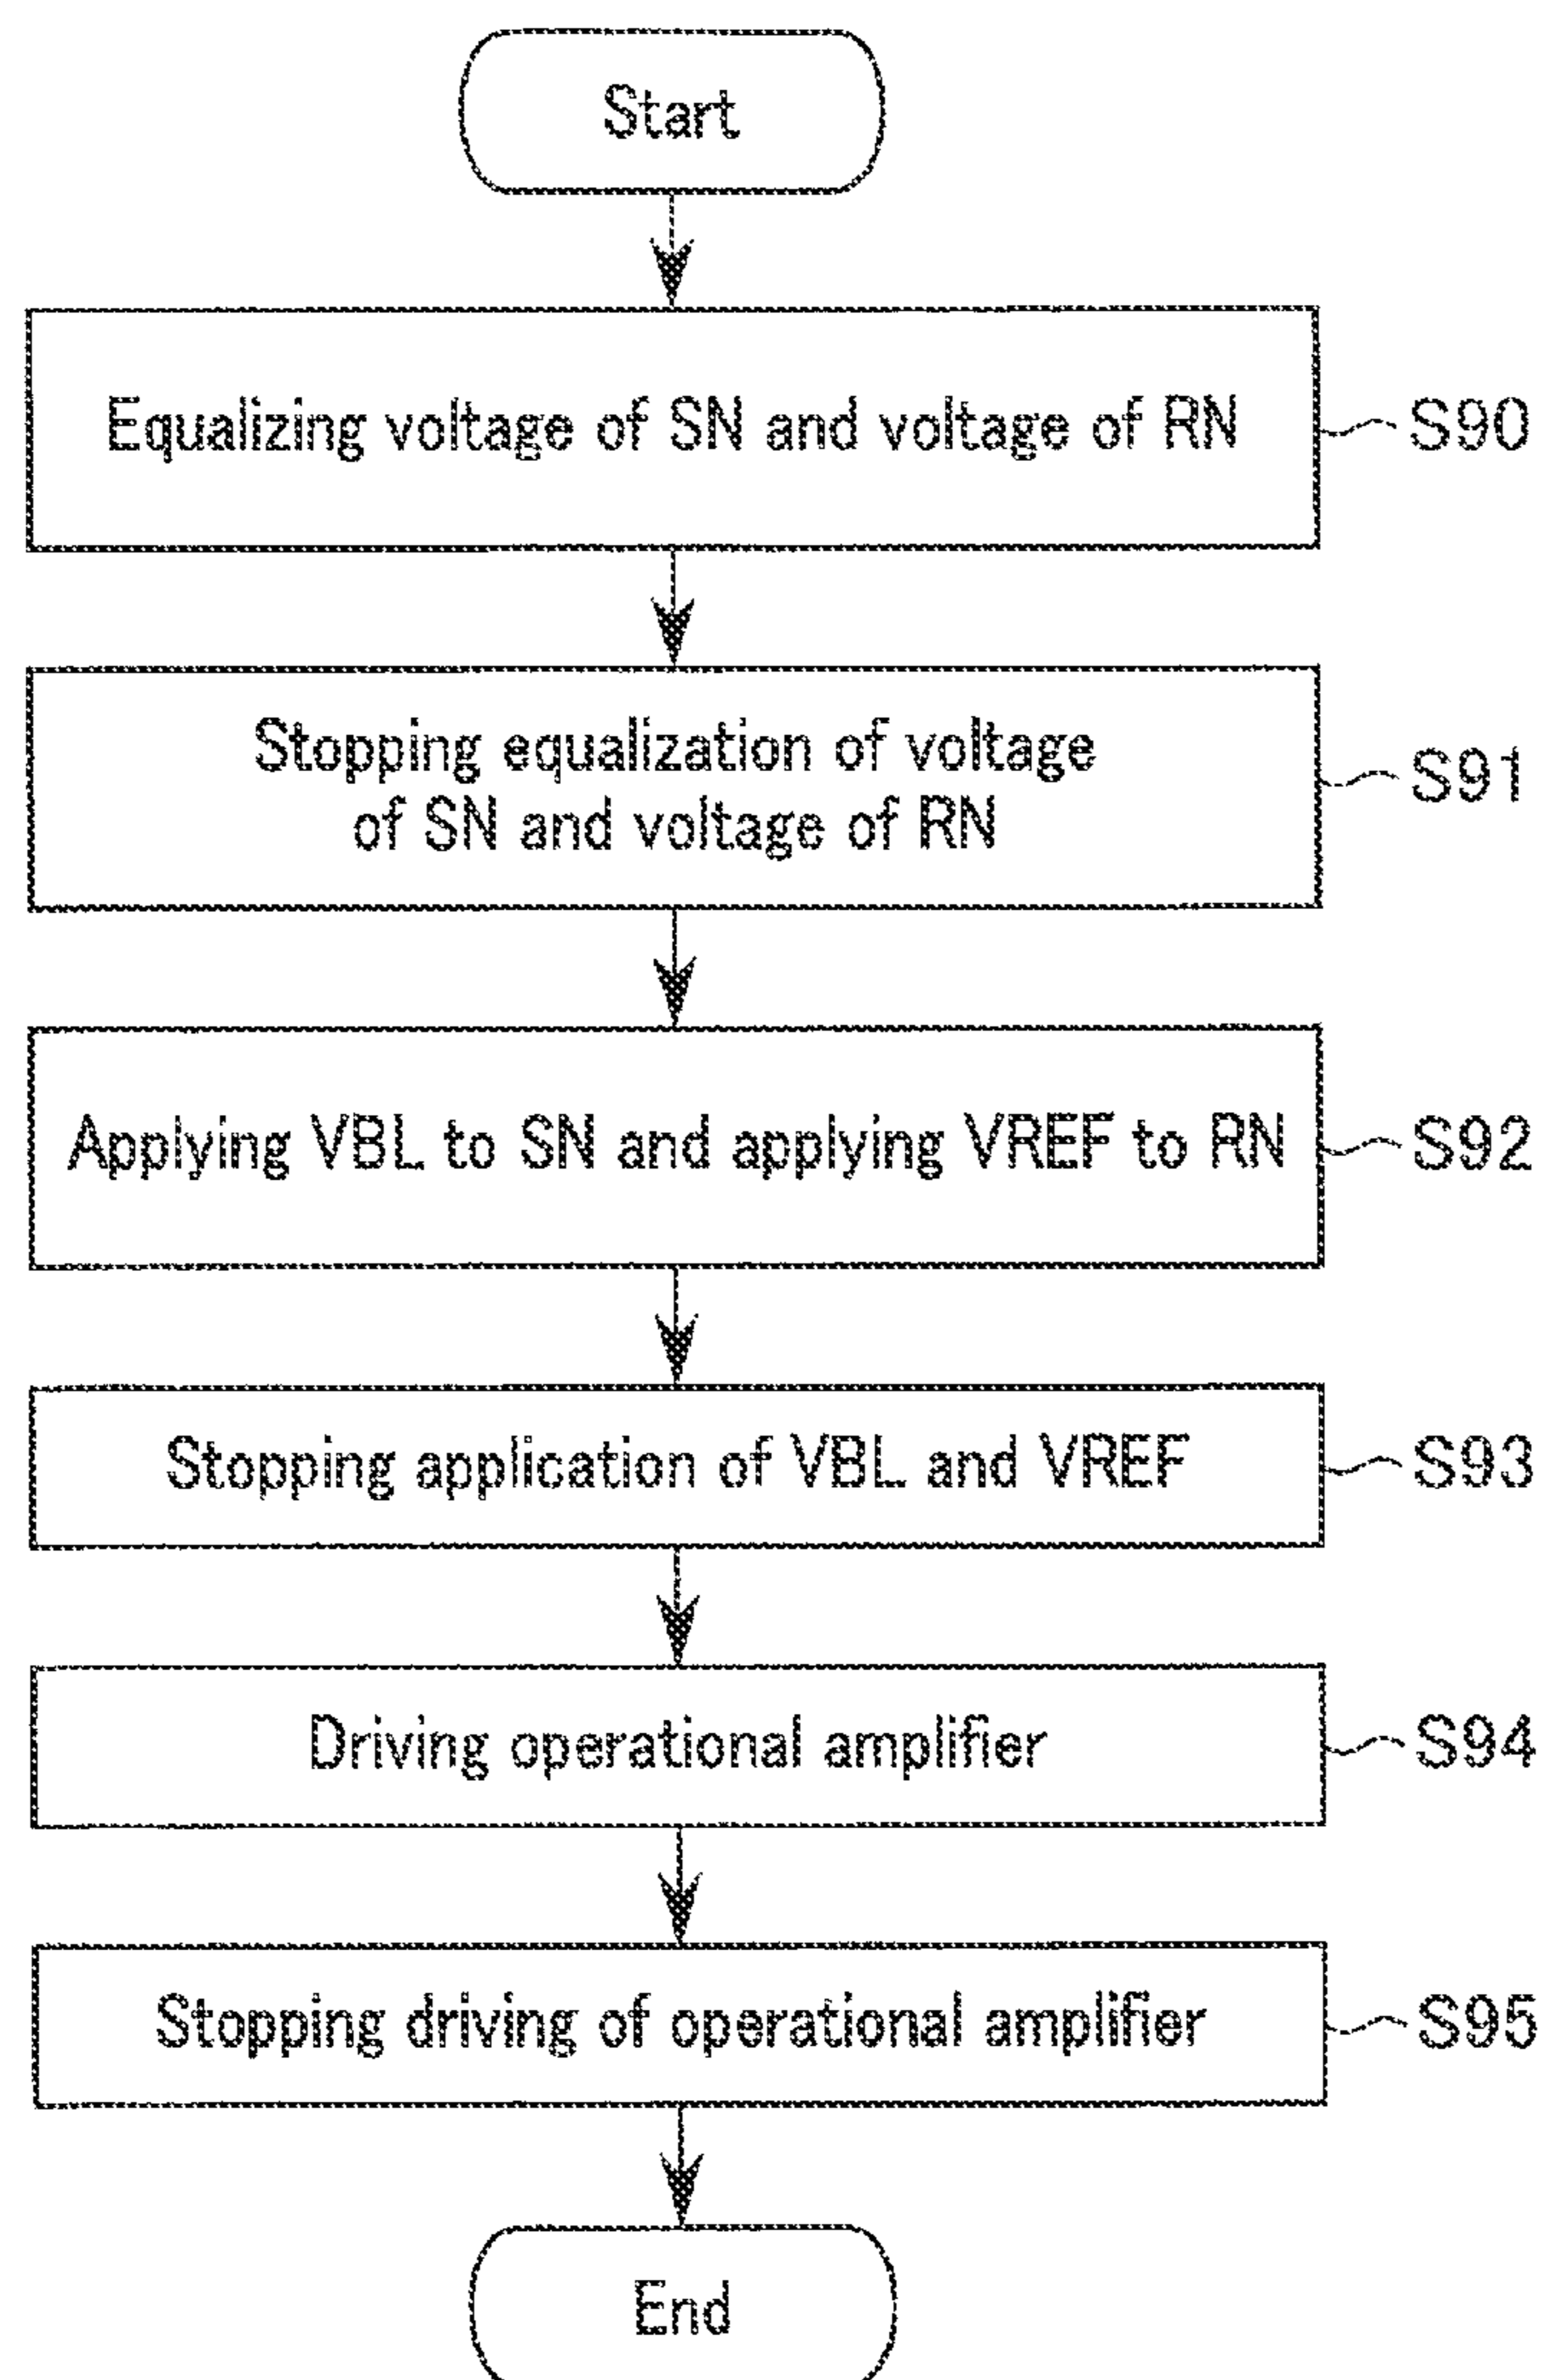 Start
Equalizing voltage of SN and voltage of RN
S90
Stopping equalization of voltage
of SN and voltage of RN
S91
Applying VBL to SN and applying VREF to RN
S92
Stopping application of VBL and VREF
S93
Driving operational amplifier
S94
Stopping driving of operational amplifier
S95
End